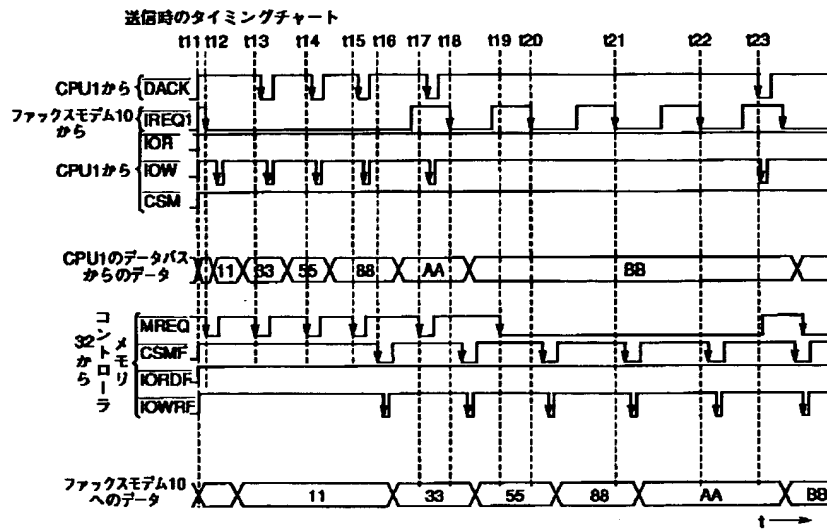 送信時のタイミングチャート
t11 t12 t13 t14 t15 t16 t17 t18 t19 t20 t21 t22 t23
CPU1から
DACK
ファックスモデム10から
IREQ1
IOR
CPU1から
IOW
CSM
CPU1のデータバス
からのデータ
11 33 55 88 AA BB
メモリ
コントローラ
32から
MREQ
CSMF
IORDF
IOWRF
ファックスモデム10
へのデータ
11 33 55 88 AA BB
t